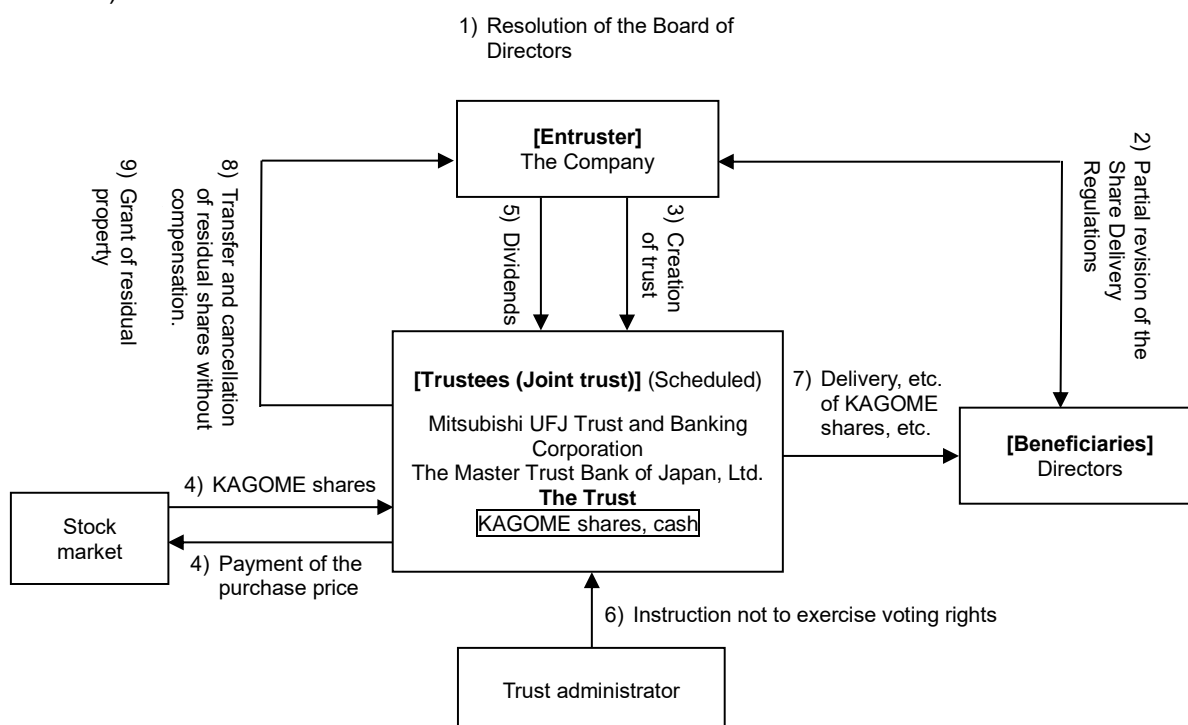 )
1) Resolution of the Board of
Directors
[Entruster]
The Company
2) Partial revision of the
Share Delivery
Regulations
9) Grant of residual
property
8) Transfer and cancellation
of residual shares without
compensation.
5) Dividends
3) Creation
of trust
[Trustees (Joint trust)] (Scheduled)
Mitsubishi UFJ Trust and Banking
Corporation
The Master Trust Bank of Japan, Ltd.
The Trust
KAGOME shares, cash
7) Delivery, etc.
of KAGOME
shares, etc.
[Beneficiaries]
Directors
4) KAGOME shares
Stock
market
4) Payment of the
purchase price
6) Instruction not to exercise voting rights
Trust administrator